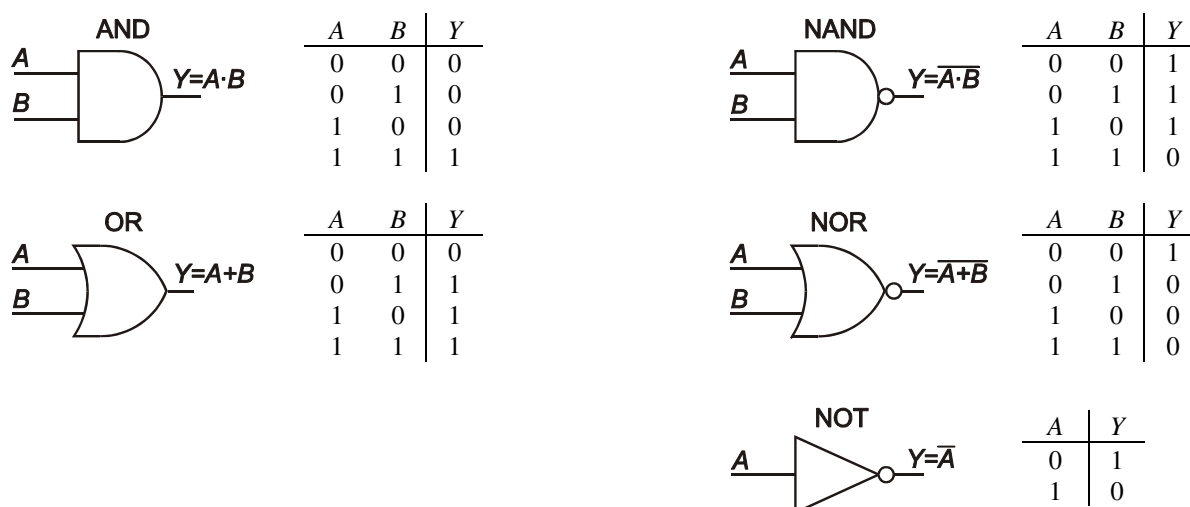 AND
A
B
Y=A·B
A B Y
0 0 0
0 1 0
1 0 0
1 1 1
NAND
A
B
Y=\overline{A·B}
A B Y
0 0 1
0 1 1
1 0 1
1 1 0
OR
A
B
Y=A+B
A B Y
0 0 0
0 1 1
1 0 1
1 1 1
NOR
A
B
Y=\overline{A+B}
A B Y
0 0 1
0 1 0
1 0 0
1 1 0
NOT
A
Y=\overline{A}
A Y
0 1
1 0